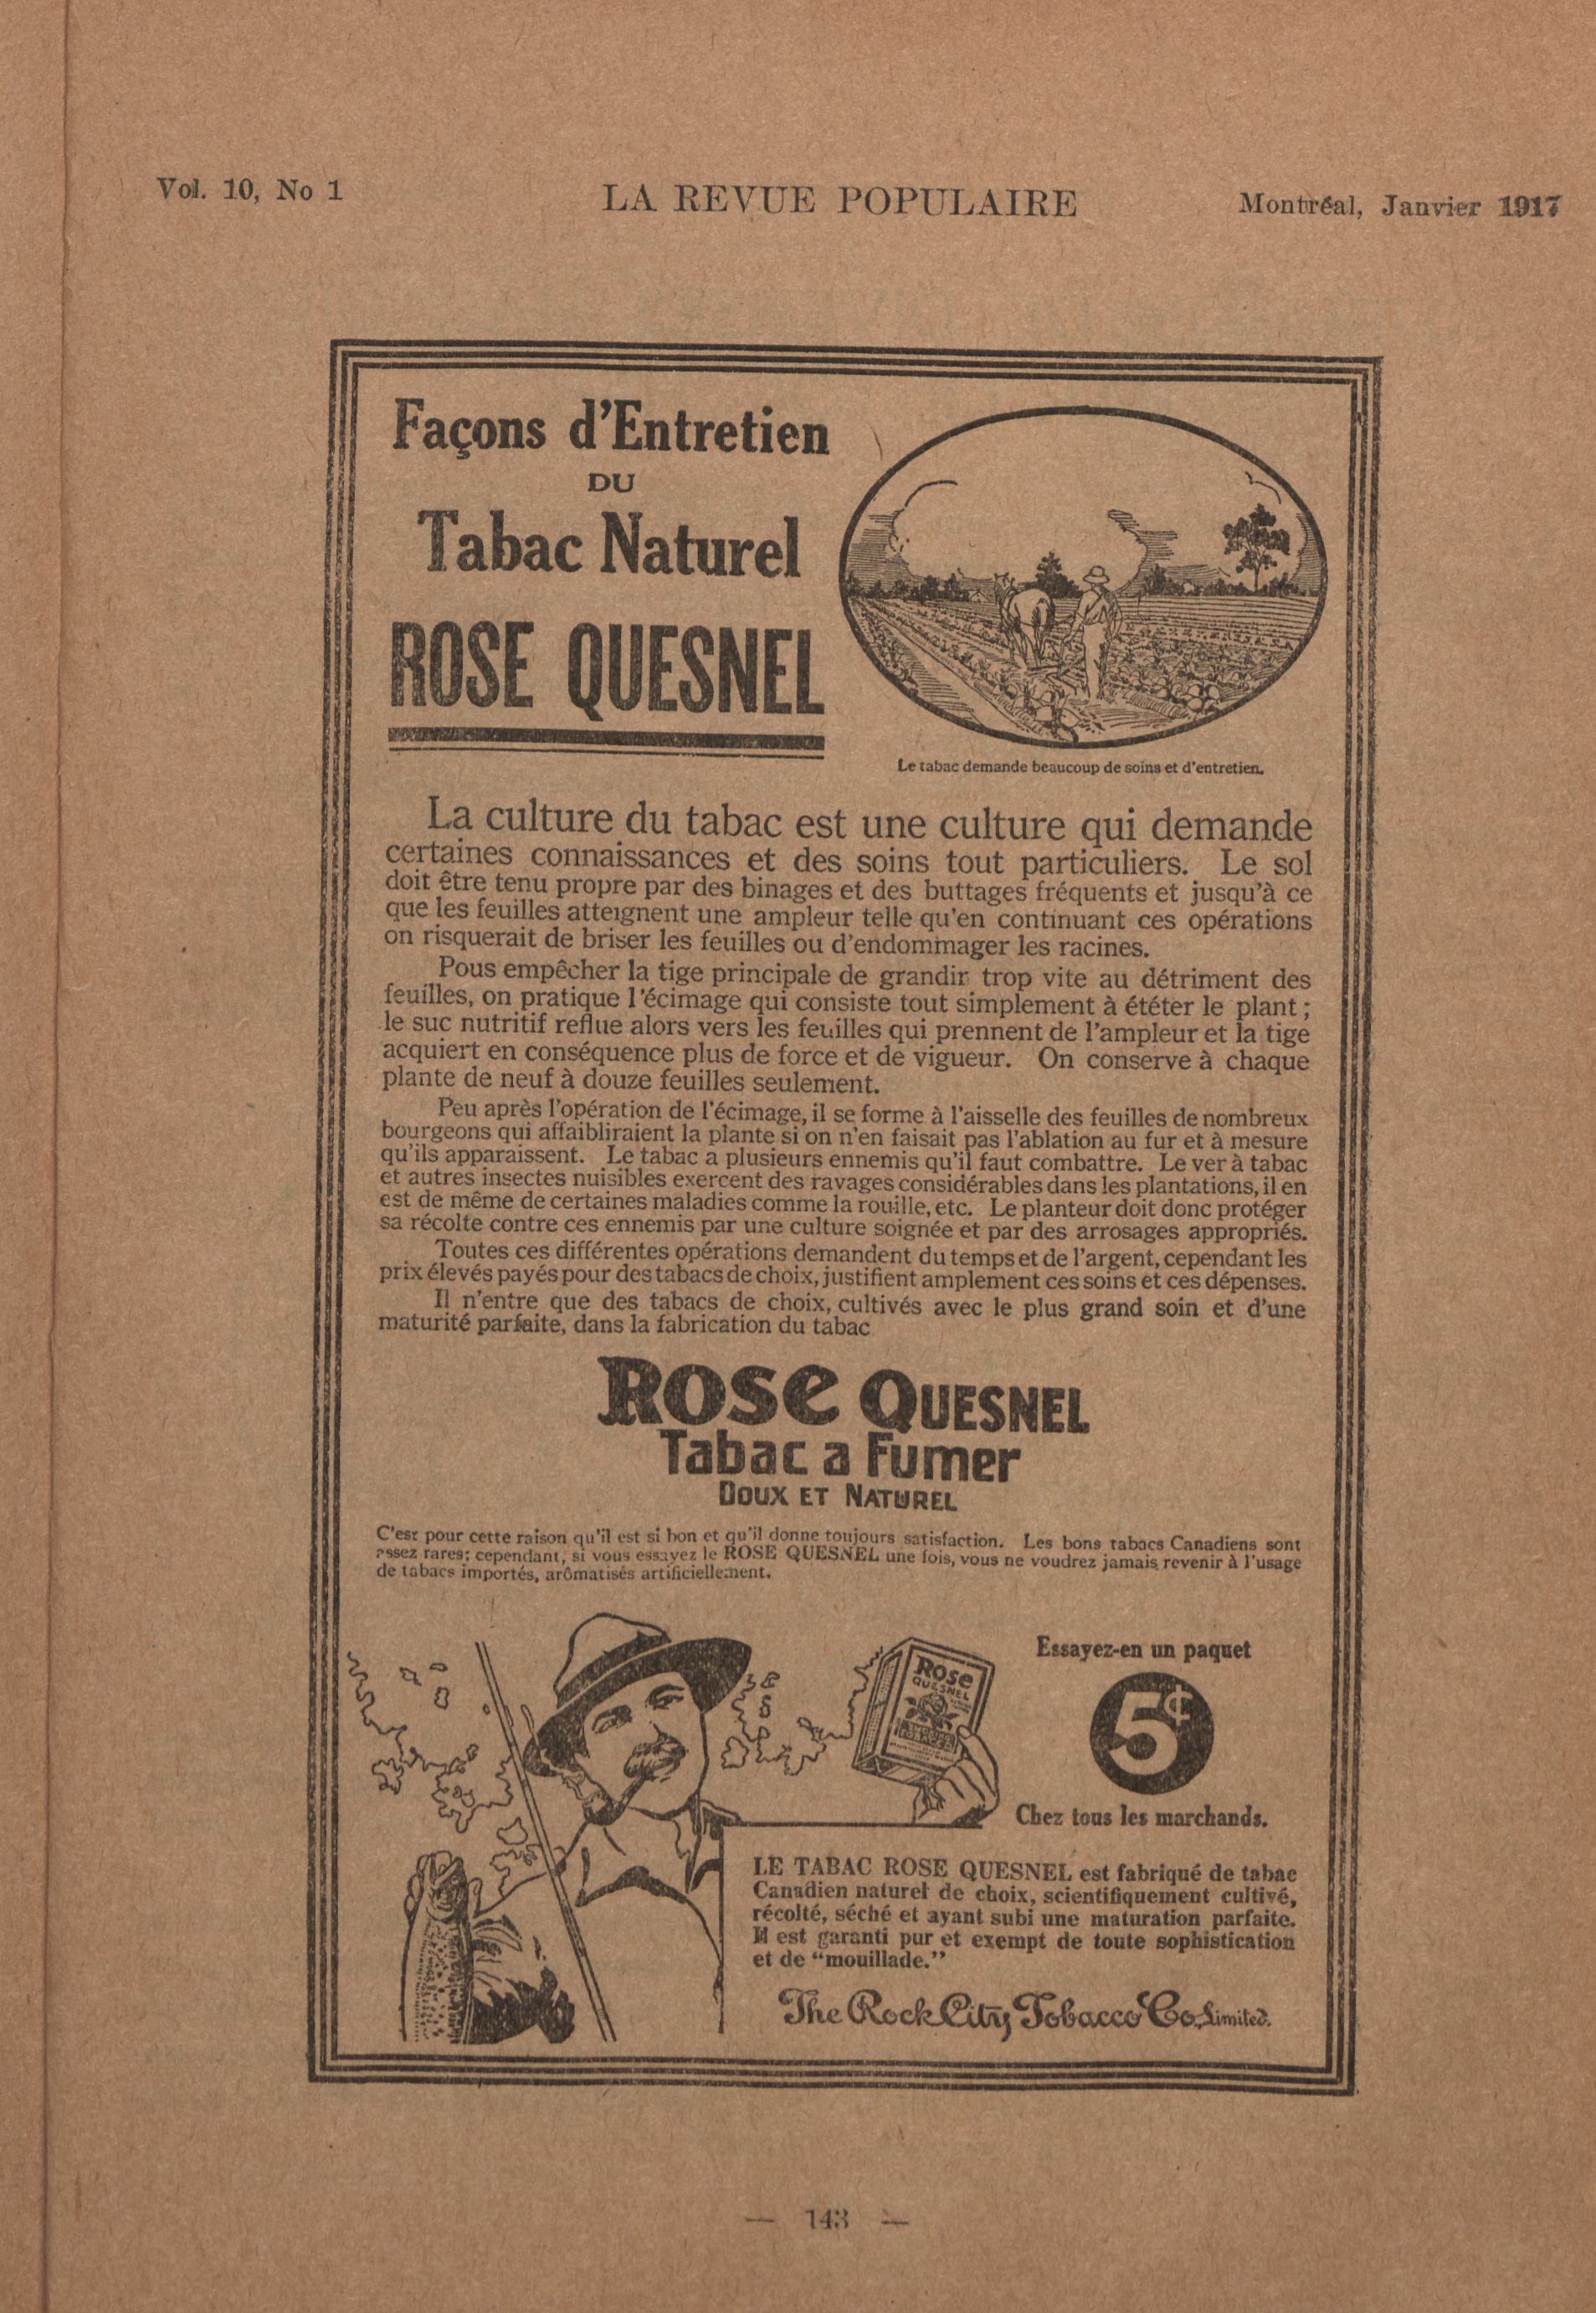 Vol. 10, No 1
LA REVUE POPULAIRE
Montréal, Janvier 1917
Façons d'Entretien
DU
Tabac Naturel
ROSE QUESNEL
Le tabac demande beaucoup de soins et d'entretien.
La culture du tabac est une culture qui demande
certaines connaissances et des soins tout particuliers. Le sol
doit être tenu propre par des binages et des buttages fréquents et jusqu'à ce
que les feuilles atteignent une ampleur telle qu'en continuant ces opérations
on risquerait de briser les feuilles ou d'endommager les racines.
Pous empêcher la tige principale de grandir trop vite au détriment des
feuilles, on pratique l'écimage qui consiste tout simplement à ététer le plant ;
le suc nutritif reflue alors vers les feuilles qui prennent de l'ampleur et la tige
acquiert en conséquence plus de force et de vigueur. On conserve à chaque
plante de neuf à douze feuilles seulement.
Peu après l'opération de l'écimage, il se forme à l'aisselle des feuilles de nombreux
bourgeons qui affaibliraient la plante si on n'en faisait pas l'ablation au fur et à mesure
qu'ils apparaissent. Le tabac a plusieurs ennemis qu'il faut combattre. Le ver à tabac
et autres insectes nuisibles exercent des ravages considérables dans les plantations, il en
est de même de certaines maladies comme la rouille, etc. Le planteur doit donc protéger
sa récolte contre ces ennemis par une culture soignée et par des arrosages appropriés.
Toutes ces différentes opérations demandent du temps et de l'argent, cependant les
prix élevés payés pour des tabacs de choix, justifient amplement ces soins et ces dépenses.
Il n'entre que des tabacs de choix, cultivés avec le plus grand soin et d'une
maturité parfaite, dans la fabrication du tabac
ROSE QUESNEL
Tabac a Fumer
DOUX ET NATUREL
C'est pour cette raison qu'il est si bon et qu'il donne toujours satisfaction. Les bons tabacs Canadiens sont
assez rares; cependant, si vous essayez le ROSE QUESNEL une fois, vous ne voudrez jamais revenir à l'usage
de tabacs importés, arômatisés artificiellement.
Rose
QUESNEL
Essayez-en un paquet
5¢
Chez tous les marchands.
LE TABAC ROSE QUESNEL est fabriqué de tabac
Canadien naturel de choix, scientifiquement cultivé,
récolté, séché et ayant subi une maturation parfaite.
Il est garanti pur et exempt de toute sophistication
et de "mouillade."
The Rock City Tobacco Co. Limited.
— 143 —